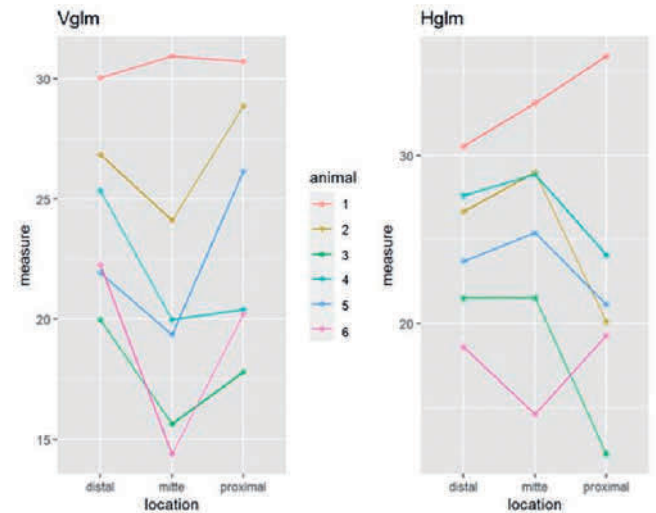 Vglm
30
25
20
15
measure
distal mitte proximal
location
animal
1
2
3
4
5
6
Hglm
30
20
measure
distal mitte proximal
location